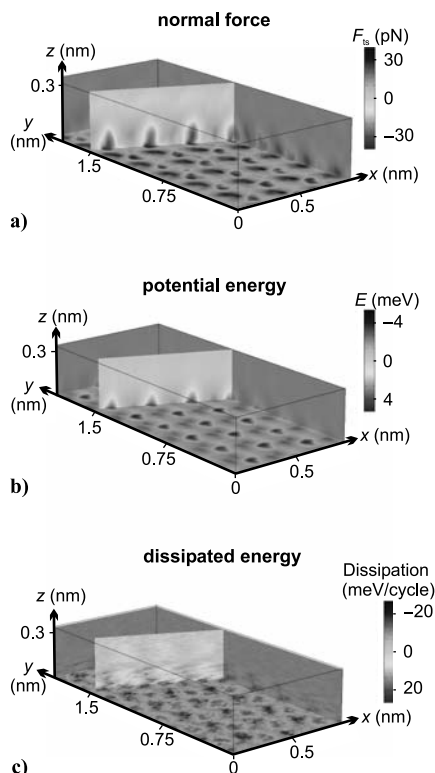 normal force
z (nm)
0.3
y
(nm)
1.5
0.75
0
0.5
x (nm)
Fts (pN)
30
0
–30
a)
potential energy
z (nm)
0.3
y
(nm)
1.5
0.75
0
0.5
x (nm)
E (meV)
–4
0
4
b)
dissipated energy
z (nm)
0.3
y
(nm)
1.5
0.75
0
0.5
x (nm)
Dissipation
(meV/cycle)
–20
0
20
c)